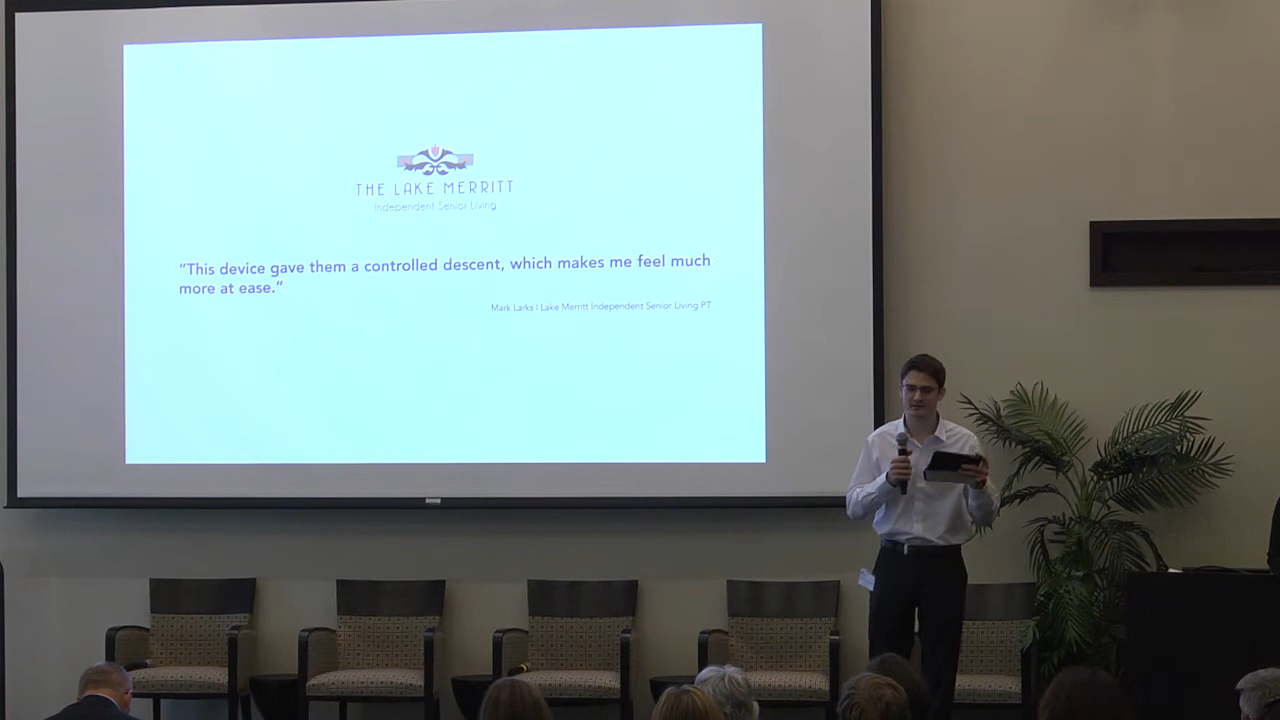 THE LAKE MERRITT
Independent Senior Living
“This device gave them a controlled descent, which makes me feel much
more at ease.”
Mark Larks | Lake Merritt Independent Senior Living PT